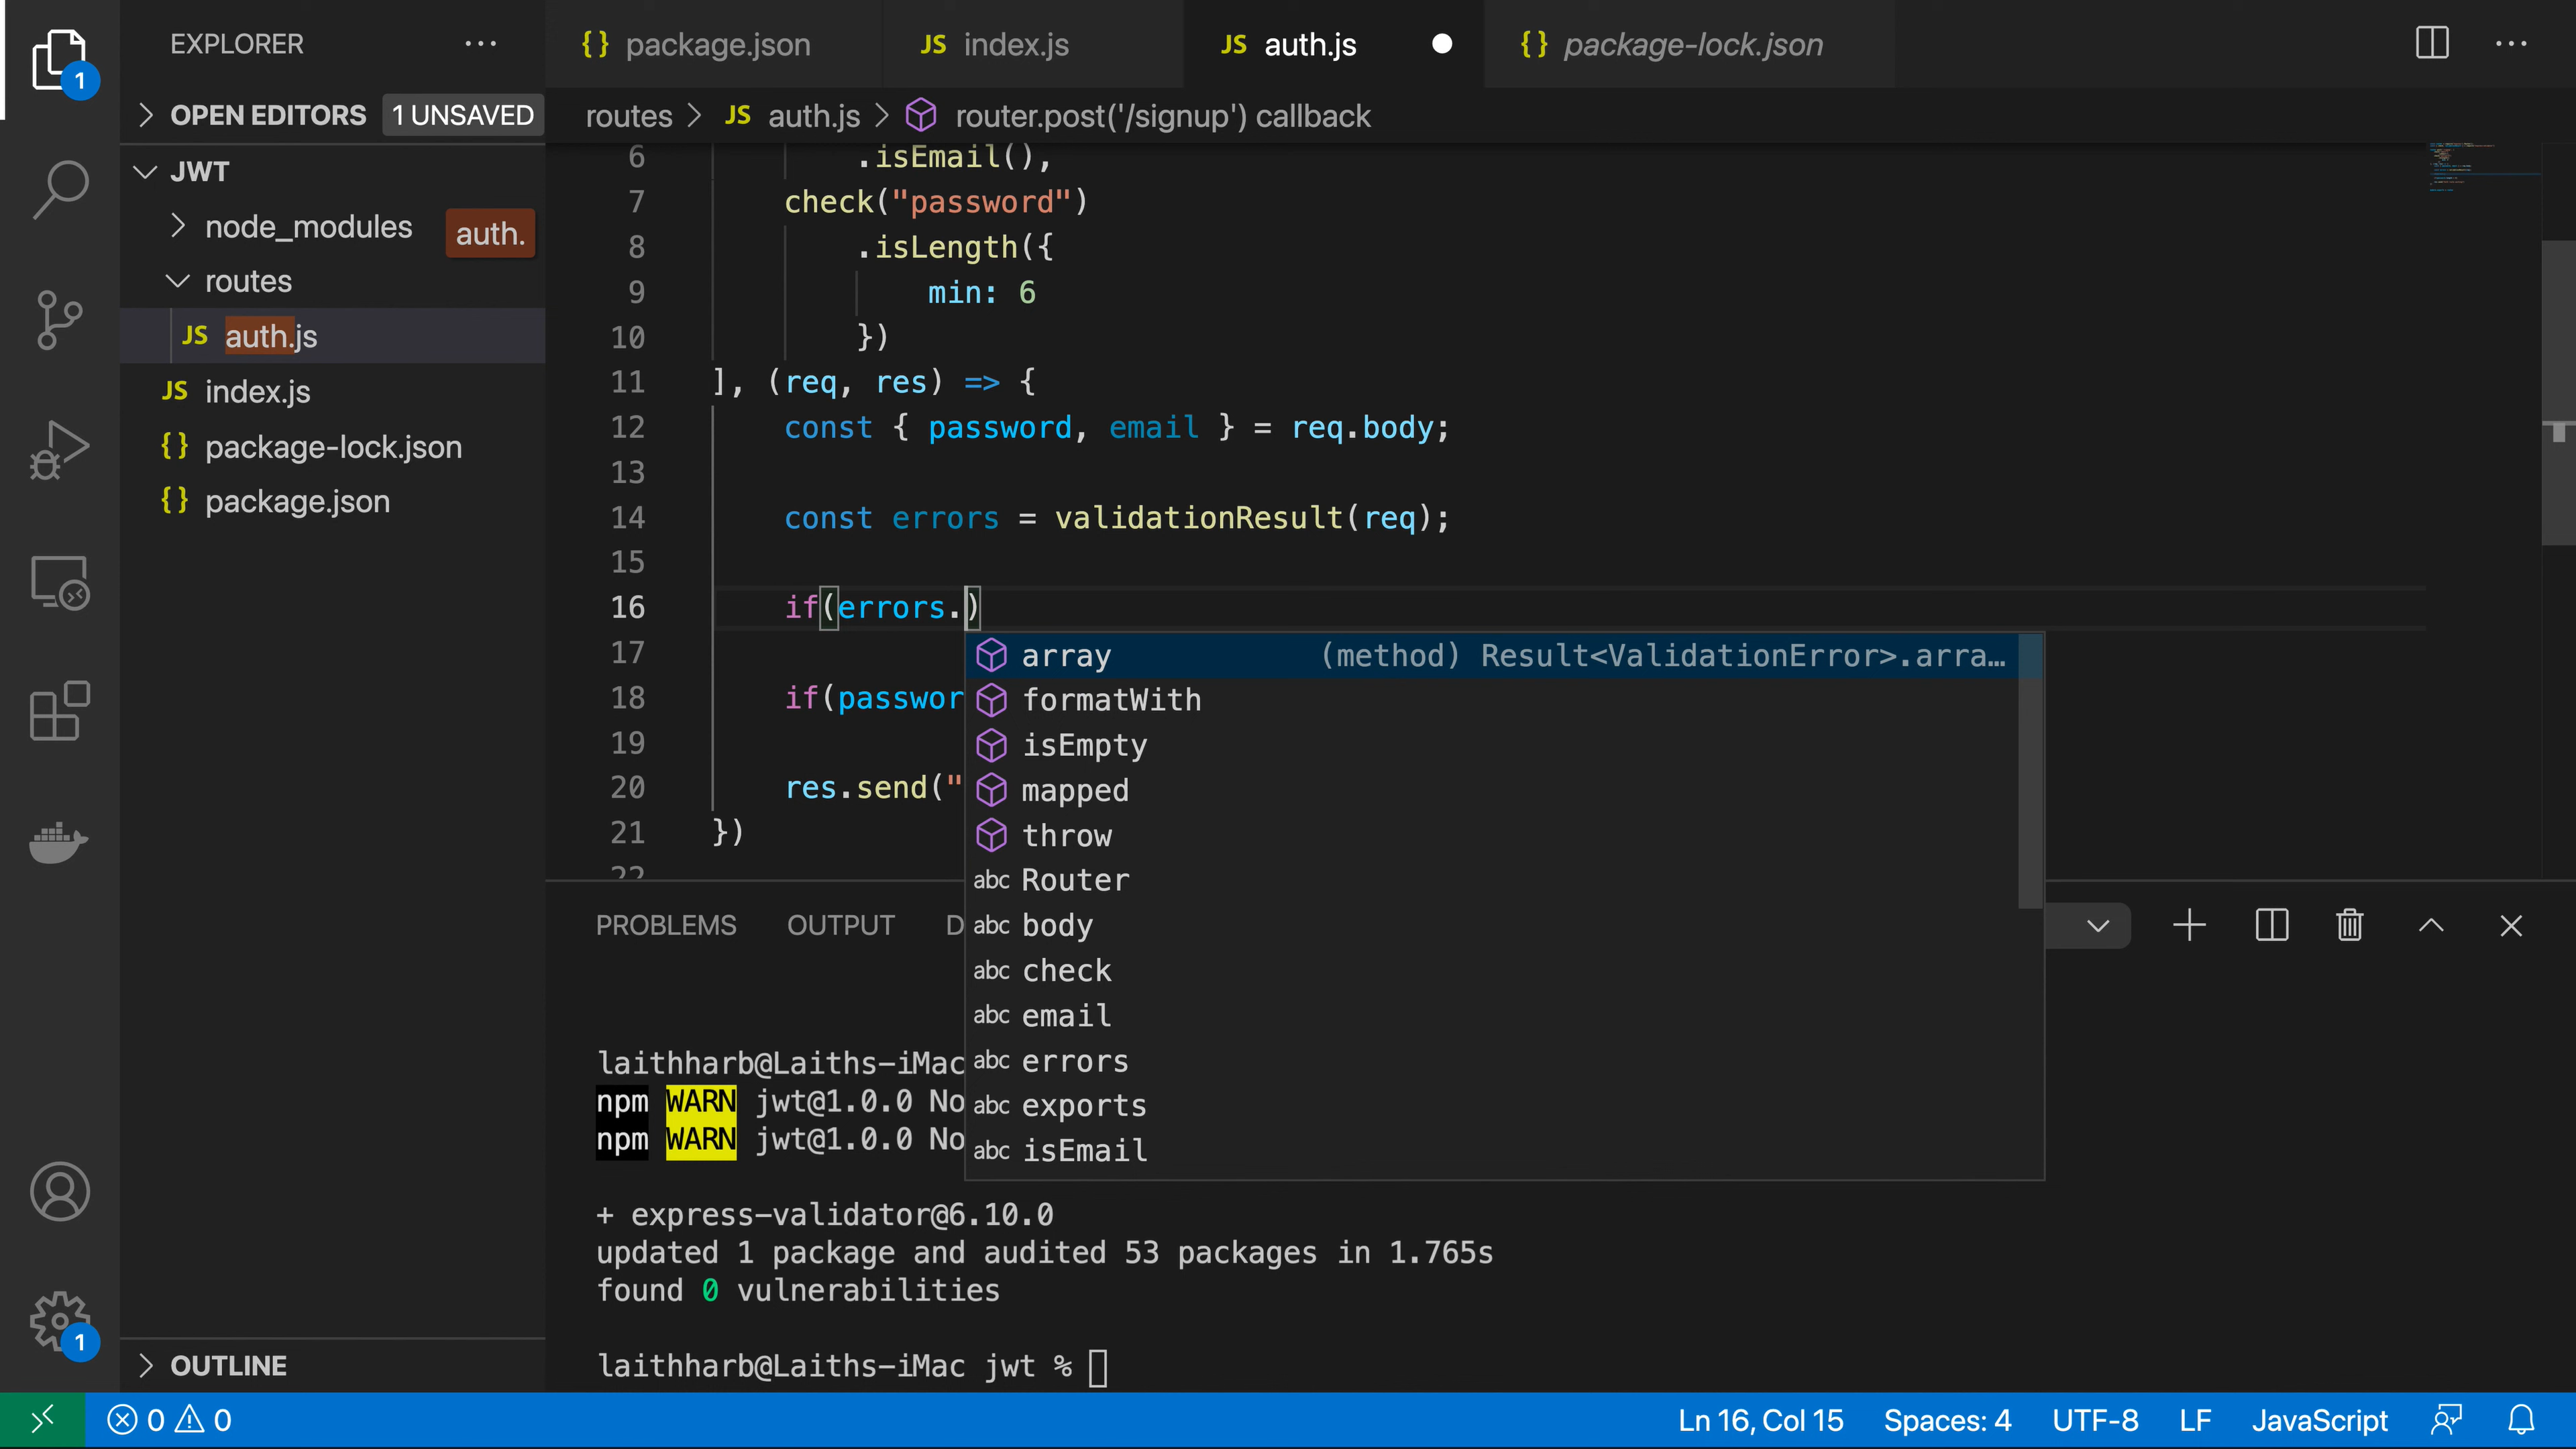 EXPLORER
OPEN EDITORS
1 UNSAVED
JWT
node_modules
auth.
routes
JS auth.js
JS index.js
{} package-lock.json
{} package.json
OUTLINE
1
1
{} package.json
JS index.js
JS auth.js
{} package-lock.json
routes > JS auth.js > router.post('/signup') callback
6 .isEmail(),
7 check("password")
8 .isLength({
9 min: 6
10 })
11 ], (req, res) => {
12 const { password, email } = req.body;
13
14 const errors = validationResult(req);
15
16 if(errors.)
17
18 if(passwor
19
20 res.send("
21 })
22
array (method) Result<ValidationError>.arra…
formatWith
isEmpty
mapped
throw
abc Router
abc body
abc check
abc email
abc errors
abc exports
abc isEmail
PROBLEMS OUTPUT D
laithharb@Laiths-iMac
npm WARN jwt@1.0.0 No
npm WARN jwt@1.0.0 No
+ express-validator@6.10.0
updated 1 package and audited 53 packages in 1.765s
found 0 vulnerabilities
laithharb@Laiths-iMac jwt %
0 0
Ln 16, Col 15 Spaces: 4 UTF-8 LF JavaScript